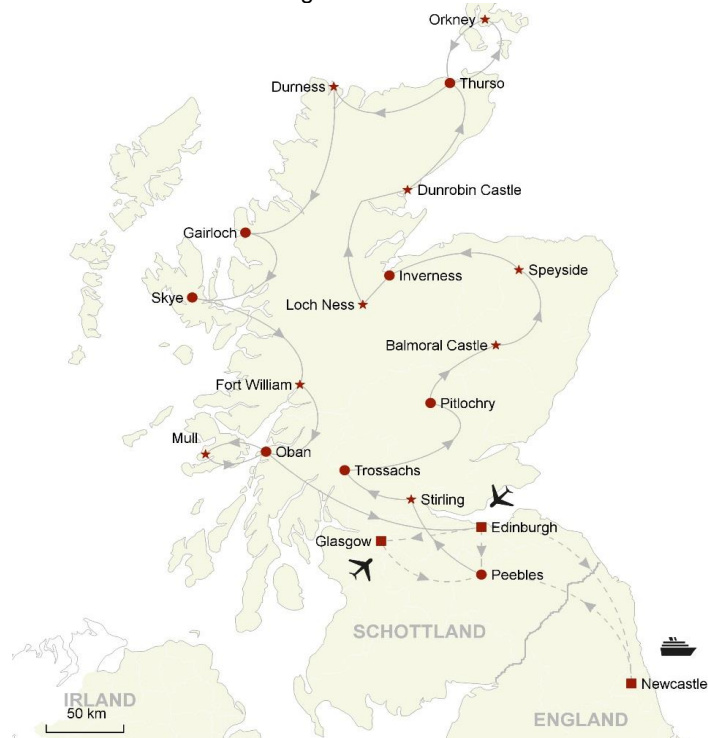 Orkney
Durness
Thurso
Dunrobin Castle
Gairloch
Inverness
Speyside
Skye
Loch Ness
Balmoral Castle
Fort William
Pitlochry
Mull
Oban
Trossachs
Stirling
Edinburgh
Glasgow
Peebles
SCHOTTLAND
Newcastle
IRLAND
50 km
ENGLAND